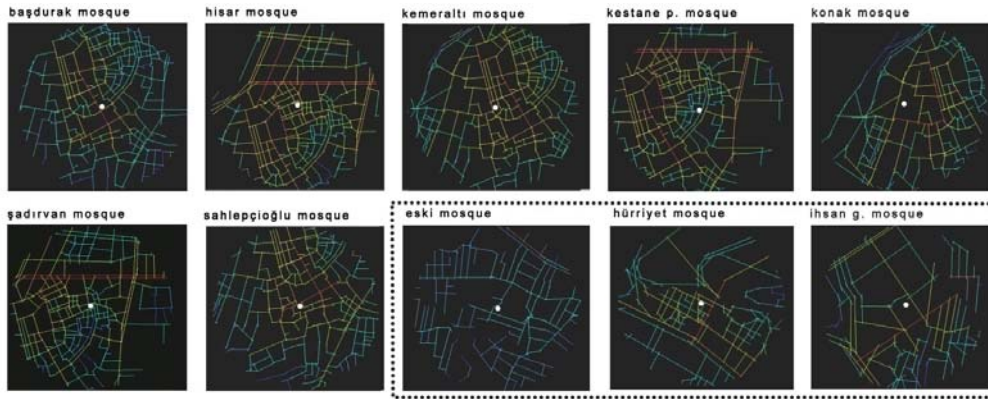 başdurak mosque
hisar mosque
kemeraltı mosque
kestane p. mosque
konak mosque
şadırvan mosque
sahlepçioğlu mosque
eski mosque
hürriyet mosque
ihsan g. mosque